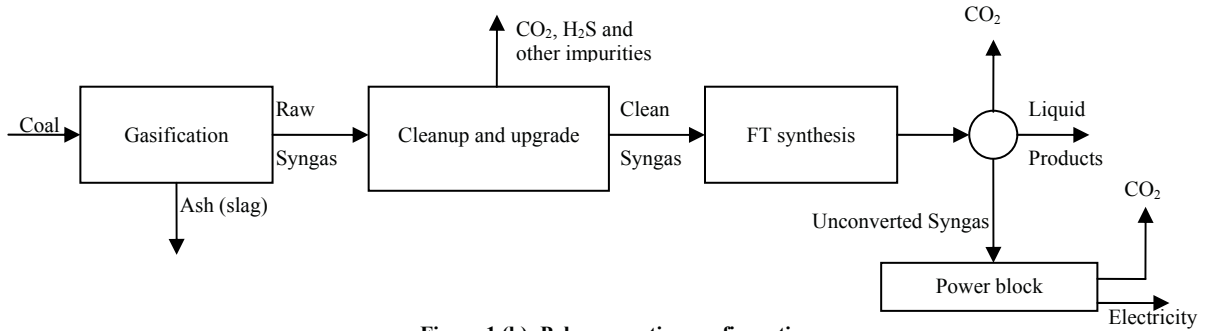 CO₂
CO₂, H₂S and
other impurities
Coal
Gasification
Raw
Syngas
Cleanup and upgrade
Clean
Syngas
FT synthesis
Liquid
Products
Ash (slag)
CO₂
Unconverted Syngas
Power block
Electricity